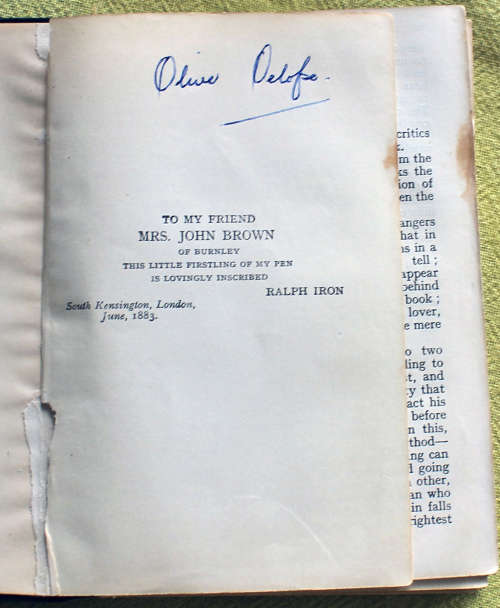 Olive
TO MY FRIEND
MRS. JOHN BROWN
OF BURNLEY
THIS LITTLE FIRSTLING OF MY PEN
IS LOVINGLY INSCRIBED
RALPH IRON
South Kensington, London,
June, 1883.
critics
m the
ks the
ion of
en the
angers
hat in
ns in a
tell ;
appear
behind
book ;
lover,
e mere
o two
ling to
t, and
y that
act his
before
n this,
thod—
ng can
going
other,
an who
in falls
rightest